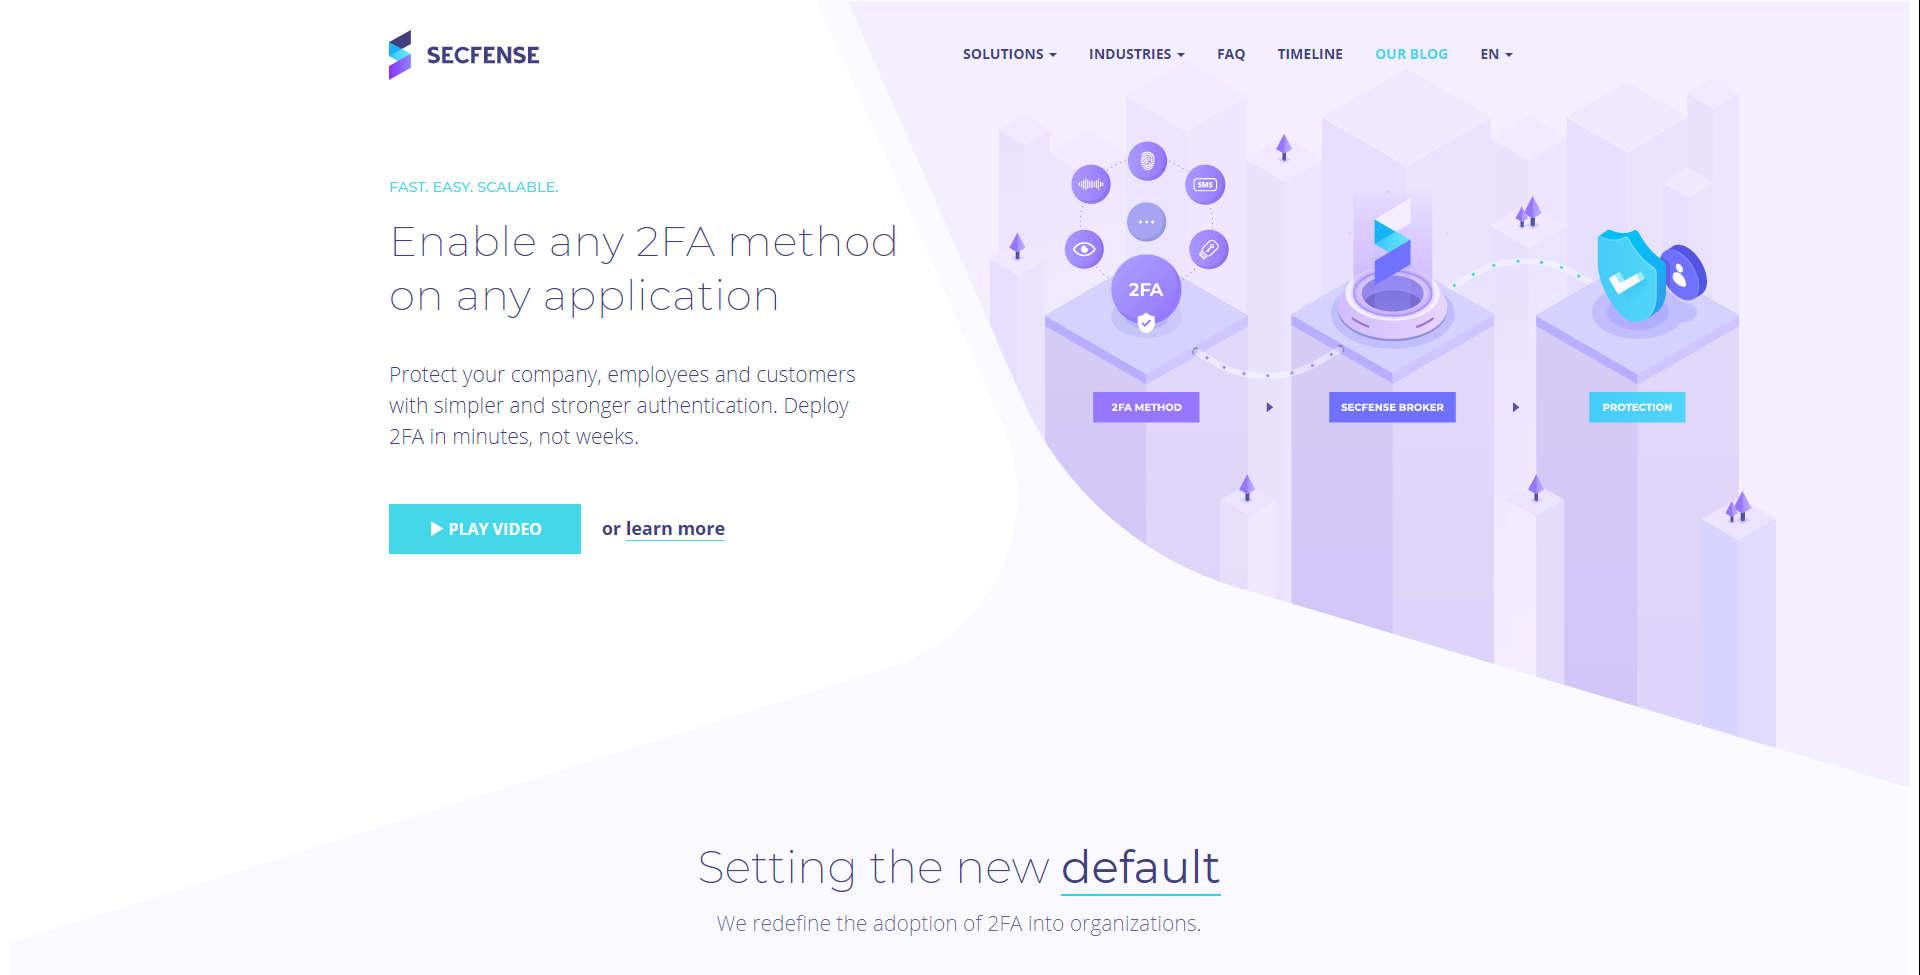 SECFENSE
SOLUTIONS INDUSTRIES FAQ TIMELINE OUR BLOG EN
FAST. EASY. SCALABLE.
Enable any 2FA method
on any application
Protect your company, employees and customers
with simpler and stronger authentication. Deploy
2FA in minutes, not weeks.
PLAY VIDEO or learn more
SMS
2FA
2FA METHOD SECFENSE BROKER PROTECTION
Setting the new default
We redefine the adoption of 2FA into organizations.